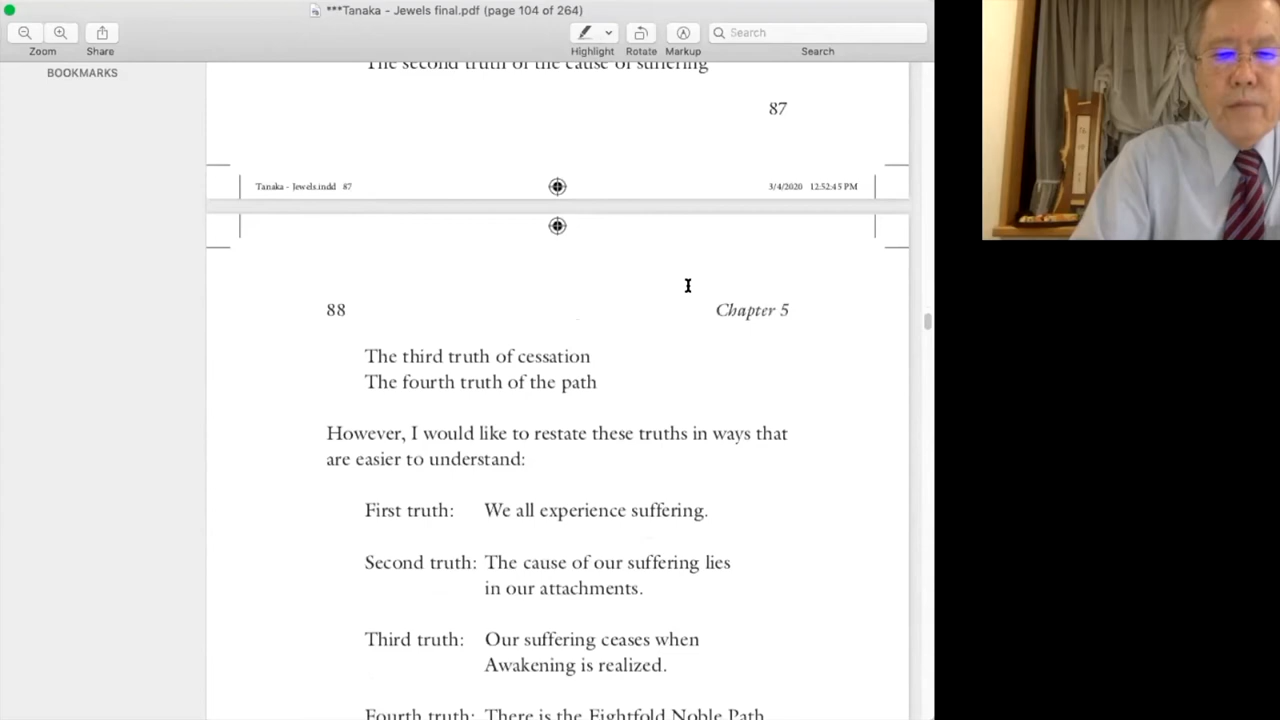 ***Tanaka - Jewels final.pdf (page 104 of 264)
Zoom
Share
Highlight
Rotate
Markup
Search
Search
BOOKMARKS
The second truth of the cause of suffering
87
Tanaka - Jewels.indd 87
3/4/2020 12:52:45 PM
88
Chapter 5
The third truth of cessation
The fourth truth of the path
However, I would like to restate these truths in ways that
are easier to understand:
First truth: We all experience suffering.
Second truth: The cause of our suffering lies
in our attachments.
Third truth: Our suffering ceases when
Awakening is realized.
Fourth truth: There is the Eightfold Noble Path